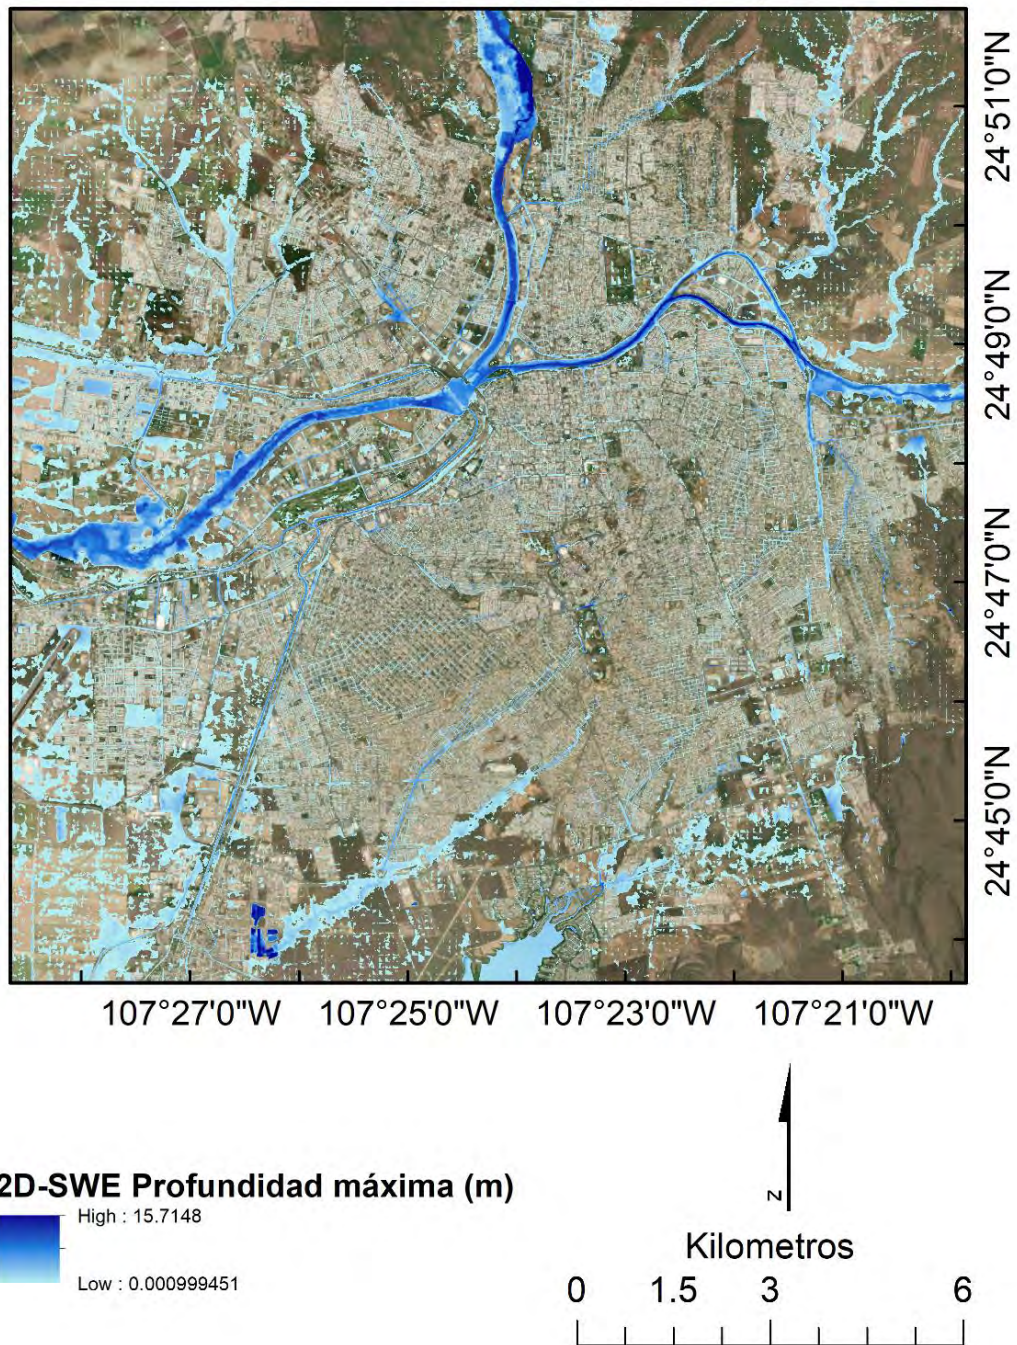 24°51'0"N
24°49'0"N
24°47'0"N
24°45'0"N
107°27'0"W 107°25'0"W 107°23'0"W 107°21'0"W
2D-SWE Profundidad máxima (m)
High : 15.7148
Low : 0.000999451
N
Kilometros
0 1.5 3 6